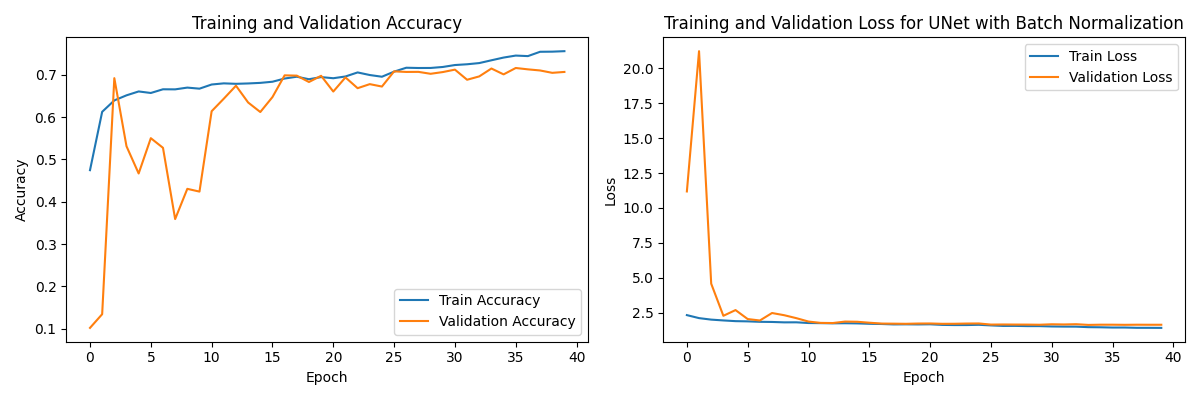 Training and Validation Accuracy
Accuracy
0.7
0.6
0.5
0.4
0.3
0.2
0.1
Train Accuracy
Validation Accuracy
0 5 10 15 20 25 30 35 40
Epoch
Training and Validation Loss for UNet with Batch Normalization
Loss
20.0
17.5
15.0
12.5
10.0
7.5
5.0
2.5
Train Loss
Validation Loss
0 5 10 15 20 25 30 35 40
Epoch